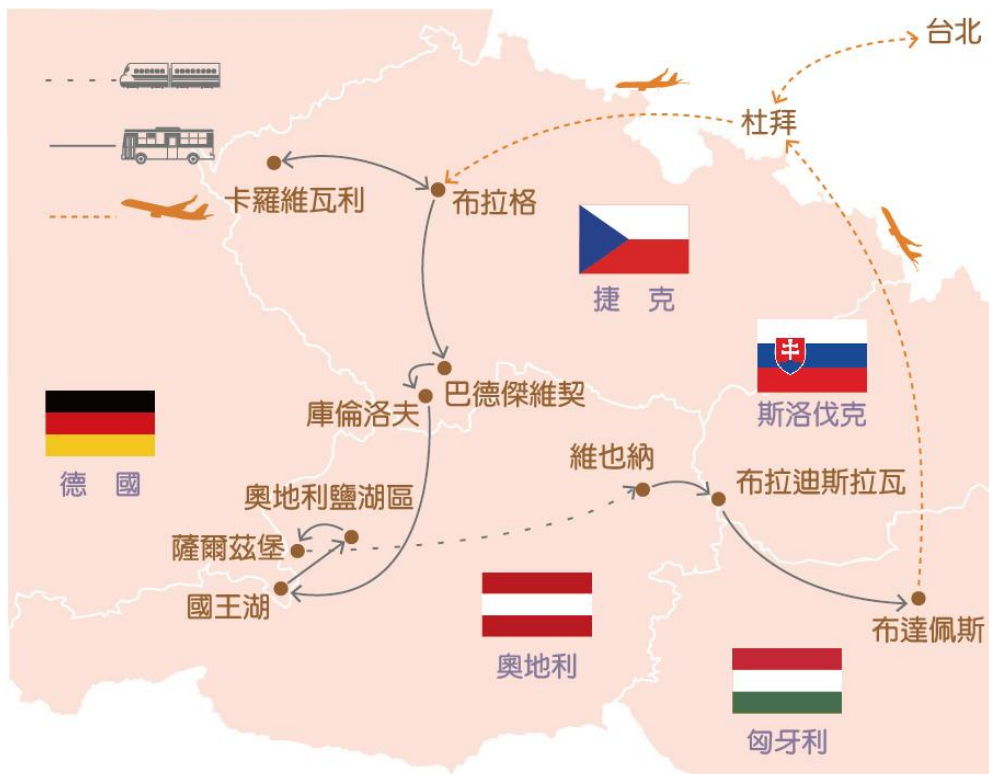 台北
杜拜
卡羅維瓦利
布拉格
捷 克
斯洛伐克
巴德傑維契
庫倫洛夫
德 國
維也納
布拉迪斯拉瓦
奧地利鹽湖區
薩爾茲堡
國王湖
布達佩斯
奧地利
匈牙利